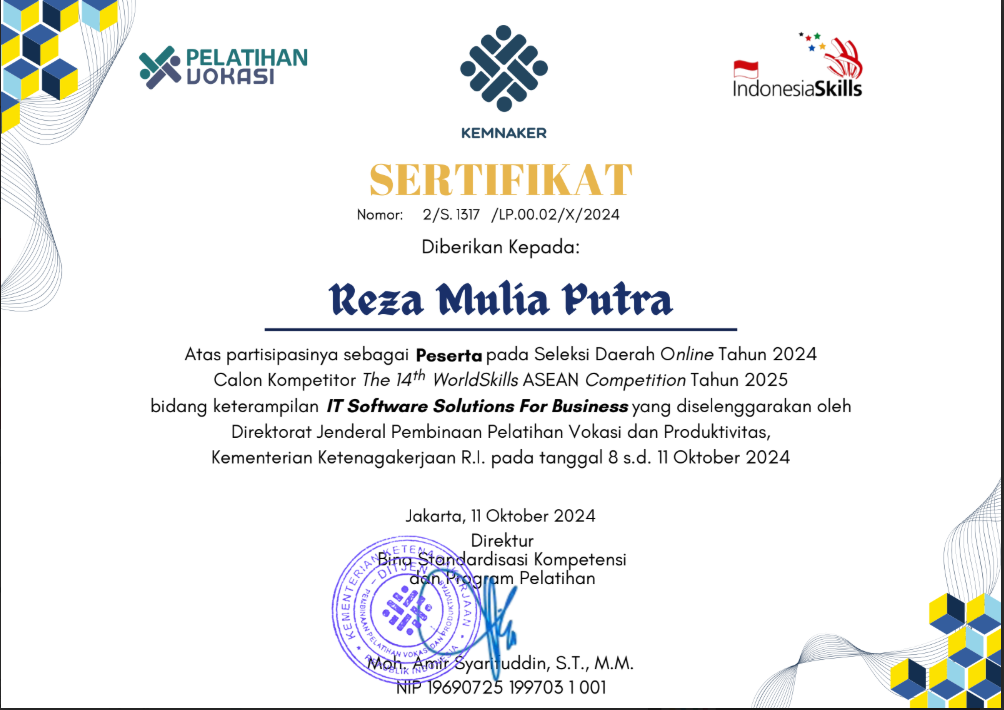 PELATIHAN
VOKASI
KEMNAKER
IndonesiaSkills
SERTIFIKAT
Nomor: 2/S. 1317 /LP.00.02/X/2024
Diberikan Kepada:
Reza Mulia Putra
Atas partisipasinya sebagai Peserta pada Seleksi Daerah Online Tahun 2024
Calon Kompetitor The 14th WorldSkills ASEAN Competition Tahun 2025
bidang keterampilan IT Software Solutions For Business yang diselenggarakan oleh
Direktorat Jenderal Pembinaan Pelatihan Vokasi dan Produktivitas,
Kementerian Ketenagakerjaan R.I. pada tanggal 8 s.d. 11 Oktober 2024
Jakarta, 11 Oktober 2024
Direktur
Bina Standardisasi Kompetensi
dan Program Pelatihan
KEMENTERIAN KETENAGAKERJAAN
REPUBLIK INDONESIA
DITJEN
PEMBINAAN PELATIHAN VOKASI DAN PRODUKTIVITAS
Moh. Amir Syarifuddin, S.T., M.M.
NIP 19690725 199703 1 001